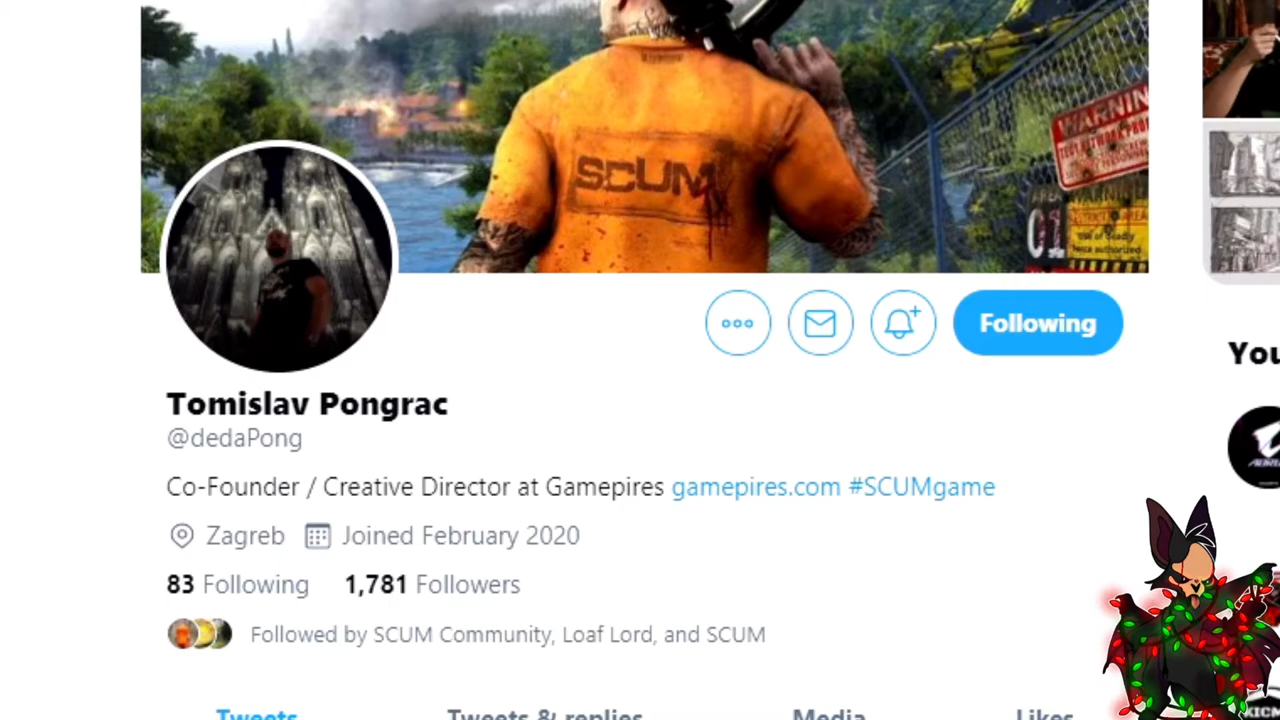 SCUM
WARNING
Following
You
Tomislav Pongrac
@dedaPong
Co-Founder / Creative Director at Gamepires gamepires.com #SCUMgame
Zagreb Joined February 2020
83 Following 1,781 Followers
Followed by SCUM Community, Loaf Lord, and SCUM
Tweets Tweets & replies Media Likes